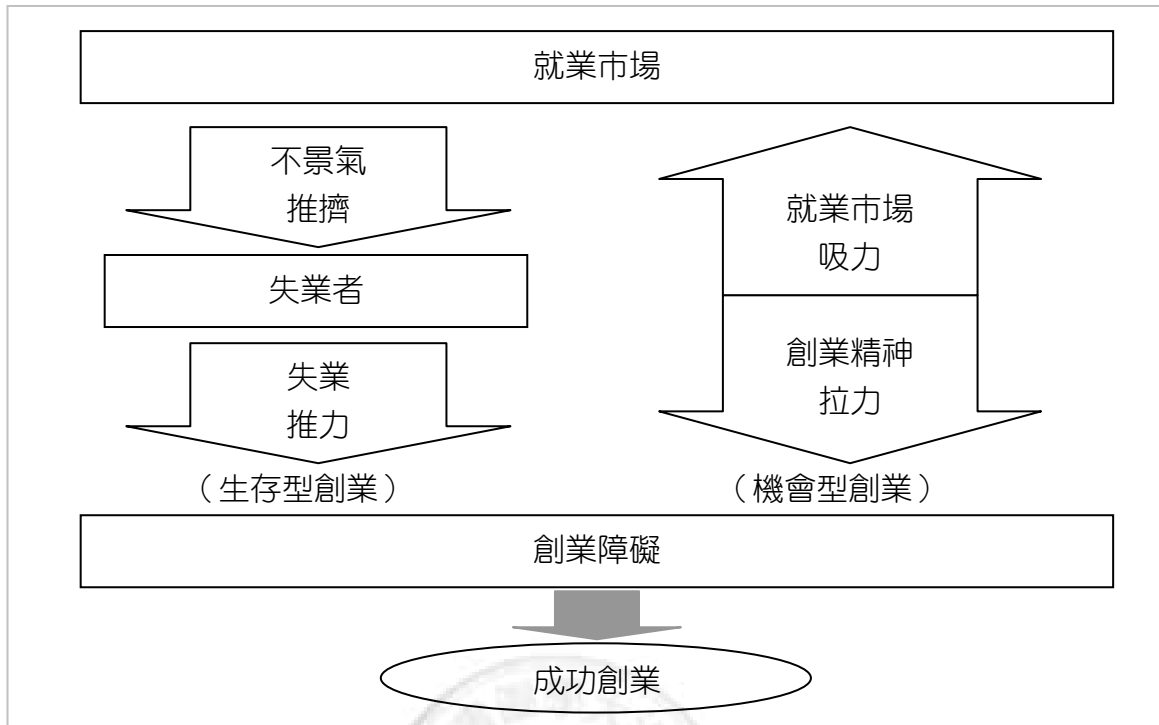 就業市場
不景氣
推擠
失業者
失業
推力
（生存型創業）
就業市場
吸力
創業精神
拉力
（機會型創業）
創業障礙
成功創業